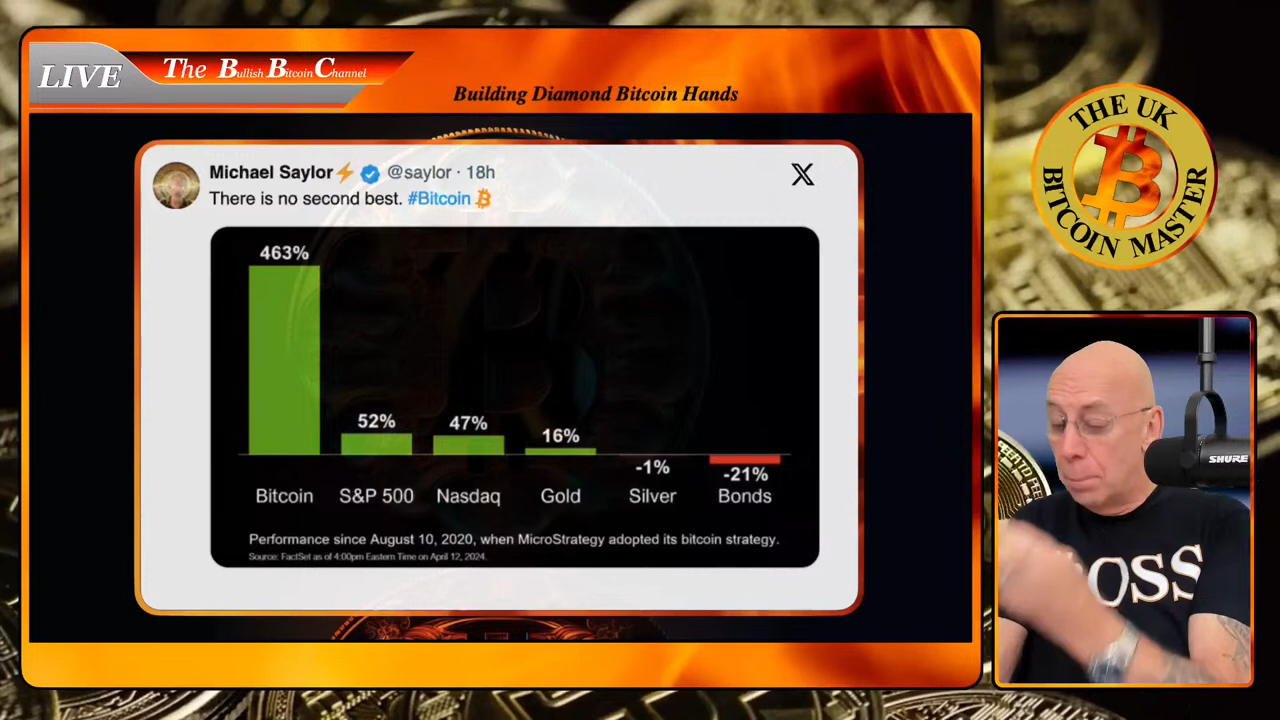 LIVE
The Bullish Bitcoin Channel
Building Diamond Bitcoin Hands
Michael Saylor⚡ @saylor · 18h
X
There is no second best. #Bitcoin ₿
463%
52%
47%
16%
-1%
-21%
Bitcoin
S&P 500
Nasdaq
Gold
Silver
Bonds
Performance since August 10, 2020, when MicroStrategy adopted its bitcoin strategy.
Source: FactSet as of 4:00pm Eastern Time on April 12, 2024.
THE UK
BITCOIN MASTER
SHURE
OSS